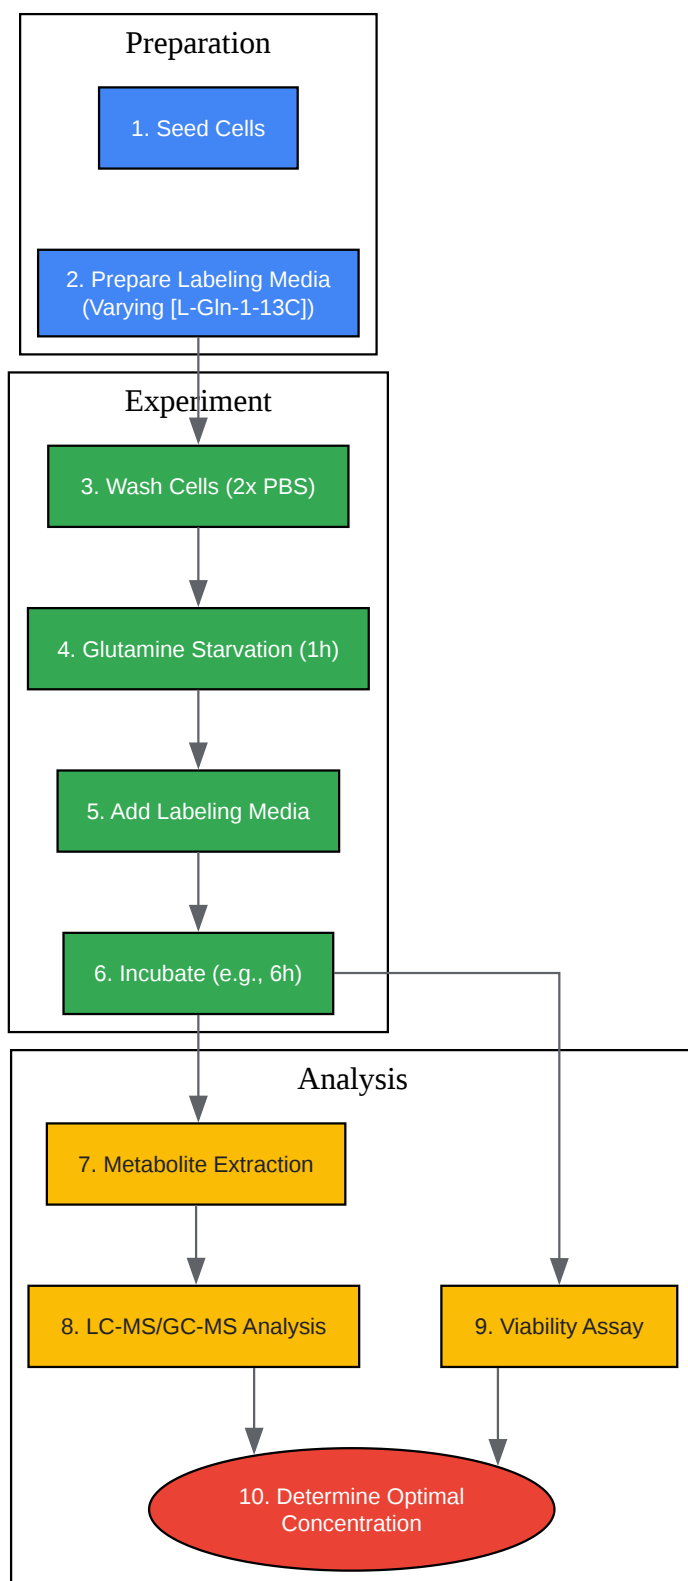 Preparation
1. Seed Cells
2. Prepare Labeling Media
(Varying [L-Gln-1-13C])
Experiment
3. Wash Cells (2x PBS)
4. Glutamine Starvation (1h)
5. Add Labeling Media
6. Incubate (e.g., 6h)
Analysis
7. Metabolite Extraction
8. LC-MS/GC-MS Analysis
9. Viability Assay
10. Determine Optimal
Concentration